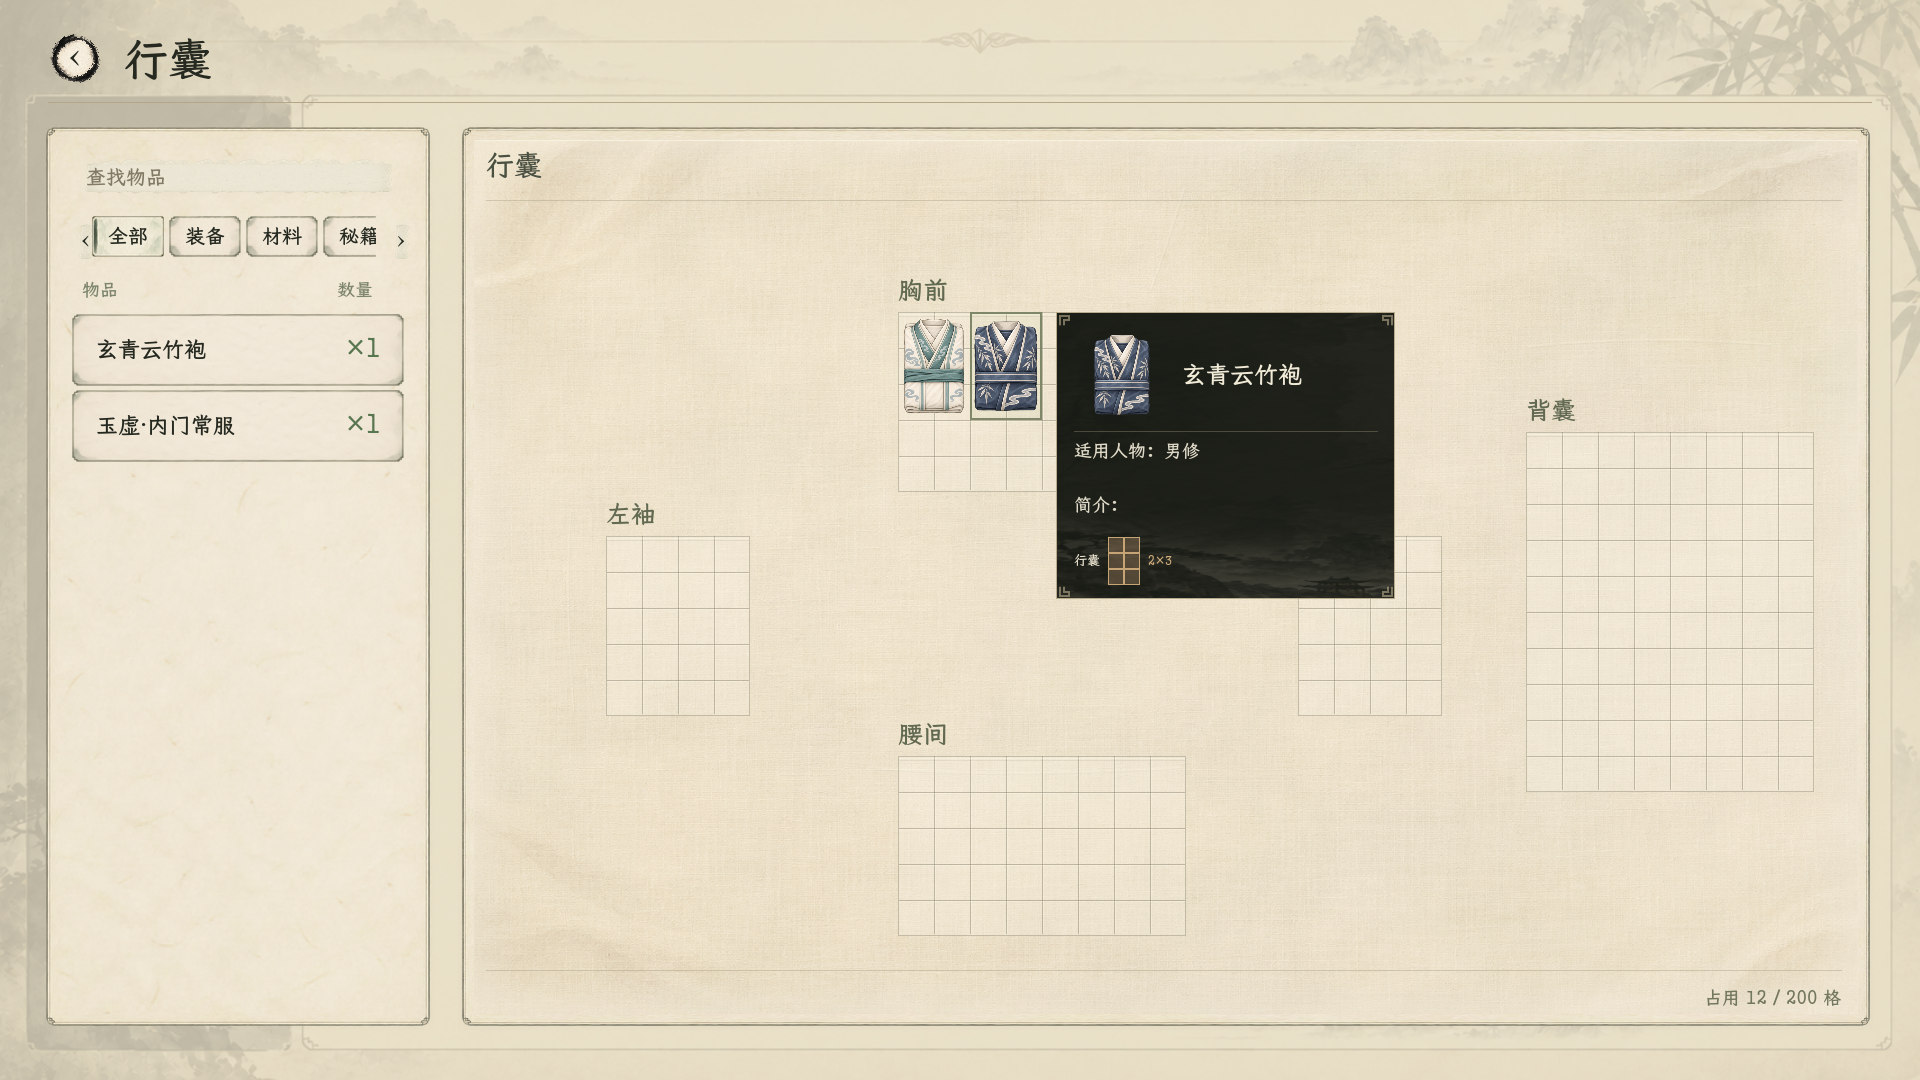 行囊
查找物品
全部
装备
材料
秘籍
物品 数量
玄青云竹袍 ×1
玉虚·内门常服 ×1
行囊
胸前
玄青云竹袍
适用人物：男修
简介：
行囊 2×3
背囊
左袖
腰间
占用 12 / 200 格